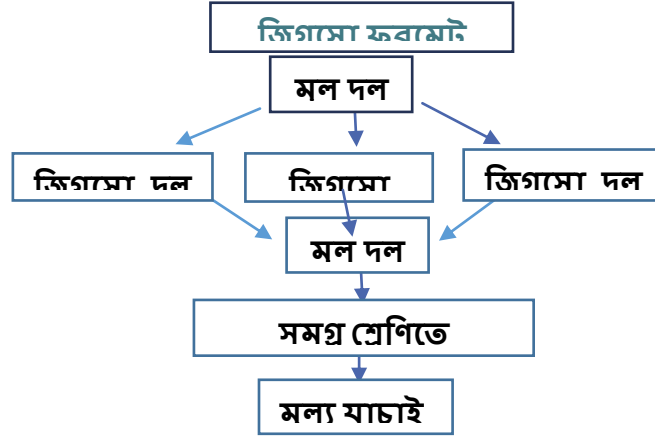 জিগসো ফরমেট
মল দল
জিগসো দল
জিগসো
জিগসো দল
মল দল
সমগ্র শ্রেণিতে
মল্য যাচাই